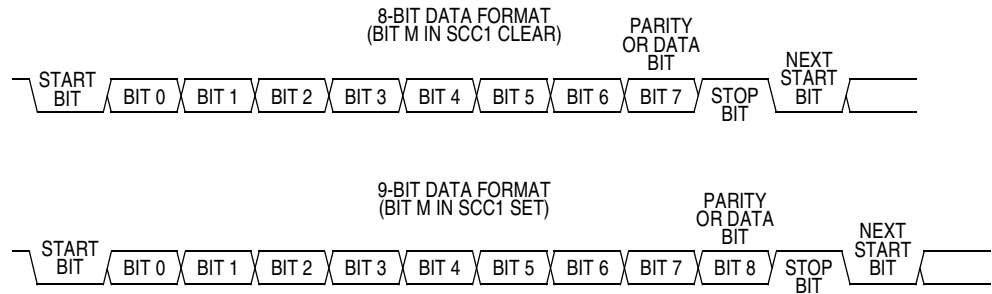 8-BIT DATA FORMAT
(BIT M IN SCC1 CLEAR)
PARITY
OR DATA
BIT
NEXT
START
BIT
START
BIT
BIT 0
BIT 1
BIT 2
BIT 3
BIT 4
BIT 5
BIT 6
BIT 7
STOP
BIT
9-BIT DATA FORMAT
(BIT M IN SCC1 SET)
PARITY
OR DATA
BIT
NEXT
START
BIT
START
BIT
BIT 0
BIT 1
BIT 2
BIT 3
BIT 4
BIT 5
BIT 6
BIT 7
BIT 8
STOP
BIT